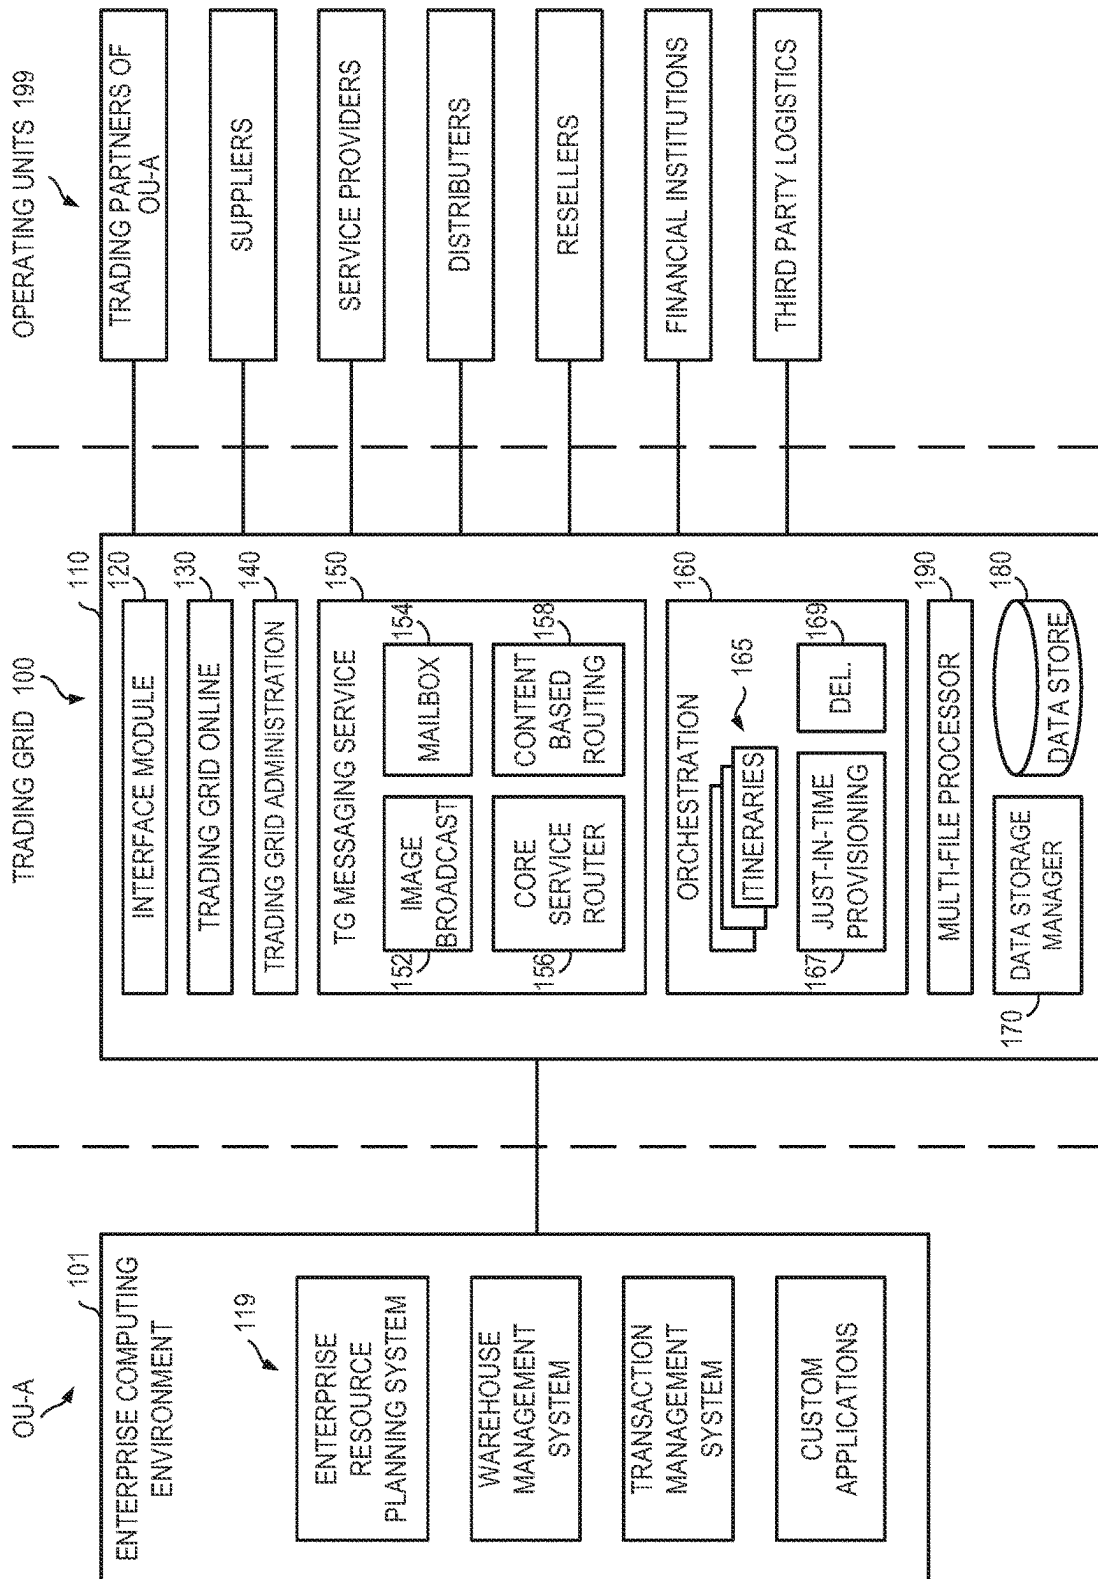 OU-A
101
ENTERPRISE COMPUTING
ENVIRONMENT
119
ENTERPRISE
RESOURCE
PLANNING SYSTEM
WAREHOUSE
MANAGEMENT
SYSTEM
TRANSACTION
MANAGEMENT
SYSTEM
CUSTOM
APPLICATIONS
TRADING GRID 100
110
INTERFACE MODULE
120
TRADING GRID ONLINE
130
TRADING GRID ADMINISTRATION
140
TG MESSAGING SERVICE
150
IMAGE
BROADCAST
152
MAILBOX
154
CORE
SERVICE
ROUTER
156
CONTENT
BASED
ROUTING
158
ORCHESTRATION
160
ITINERARIES
165
JUST-IN-TIME
PROVISIONING
167
DEL.
169
MULTI-FILE PROCESSOR
190
DATA STORAGE
MANAGER
170
DATA STORE
180
OPERATING UNITS 199
TRADING PARTNERS OF
OU-A
SUPPLIERS
SERVICE PROVIDERS
DISTRIBUTERS
RESELLERS
FINANCIAL INSTITUTIONS
THIRD PARTY LOGISTICS